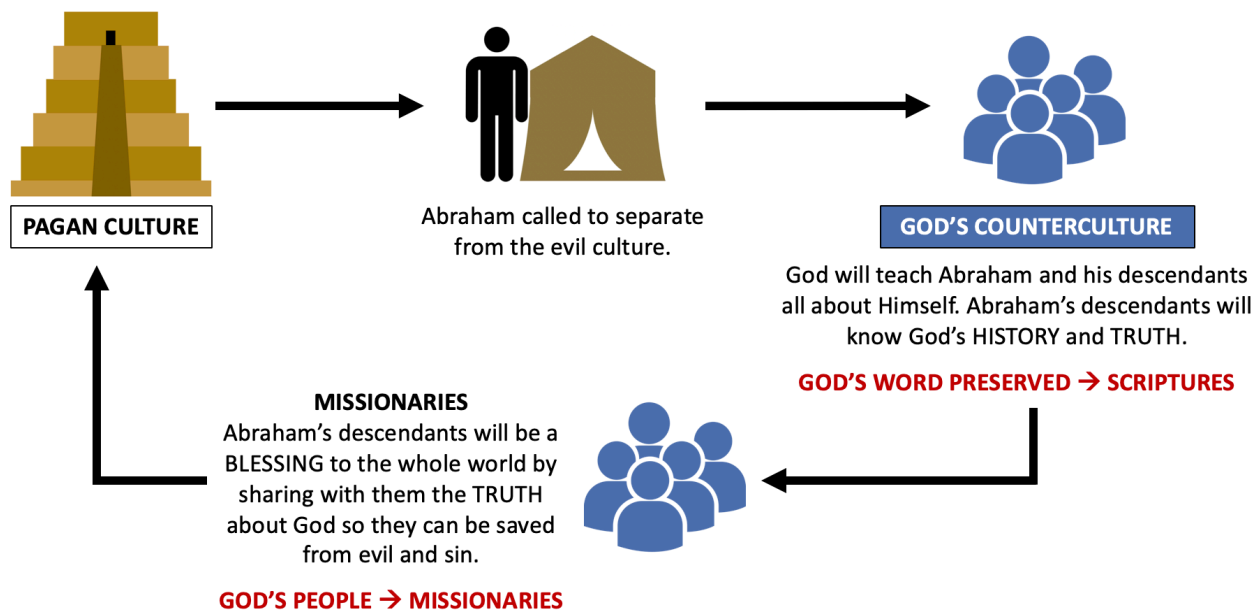 PAGAN CULTURE
Abraham called to separate
from the evil culture.
GOD’S COUNTERCULTURE
God will teach Abraham and his descendants
all about Himself. Abraham’s descendants will
know God’s HISTORY and TRUTH.
GOD’S WORD PRESERVED → SCRIPTURES
MISSIONARIES
Abraham’s descendants will be a
BLESSING to the whole world by
sharing with them the TRUTH
about God so they can be saved
from evil and sin.
GOD’S PEOPLE → MISSIONARIES